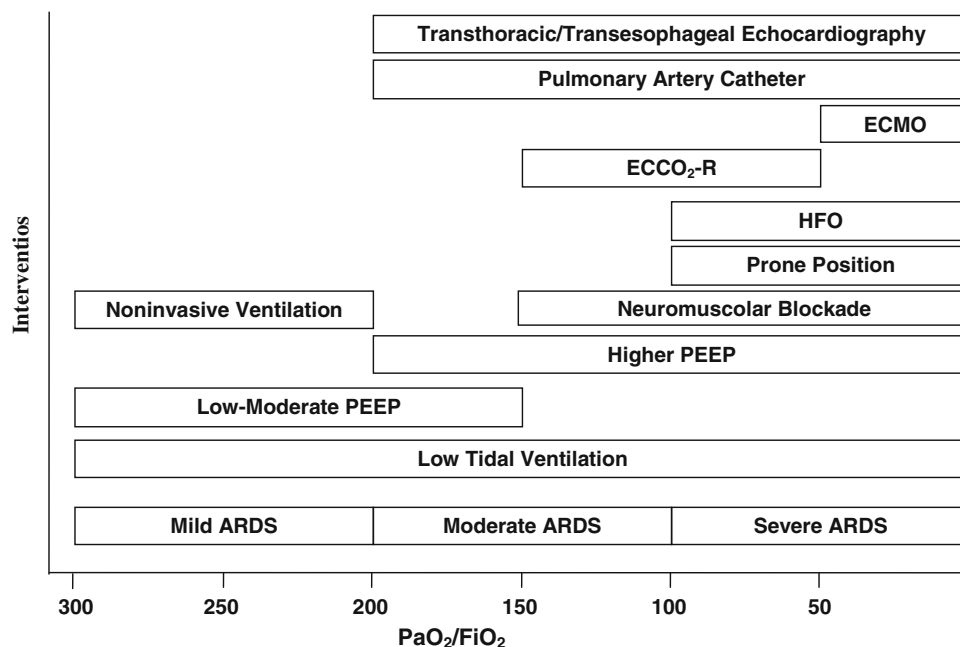 Transthoracic/Transesophageal Echocardiography
Pulmonary Artery Catheter
ECMO
ECCO₂-R
HFO
Prone Position
Noninvasive Ventilation
Neuromuscolar Blockade
Higher PEEP
Low-Moderate PEEP
Low Tidal Ventilation
Mild ARDS
Moderate ARDS
Severe ARDS
Interventios
300
250
200
150
100
50
PaO₂/FiO₂